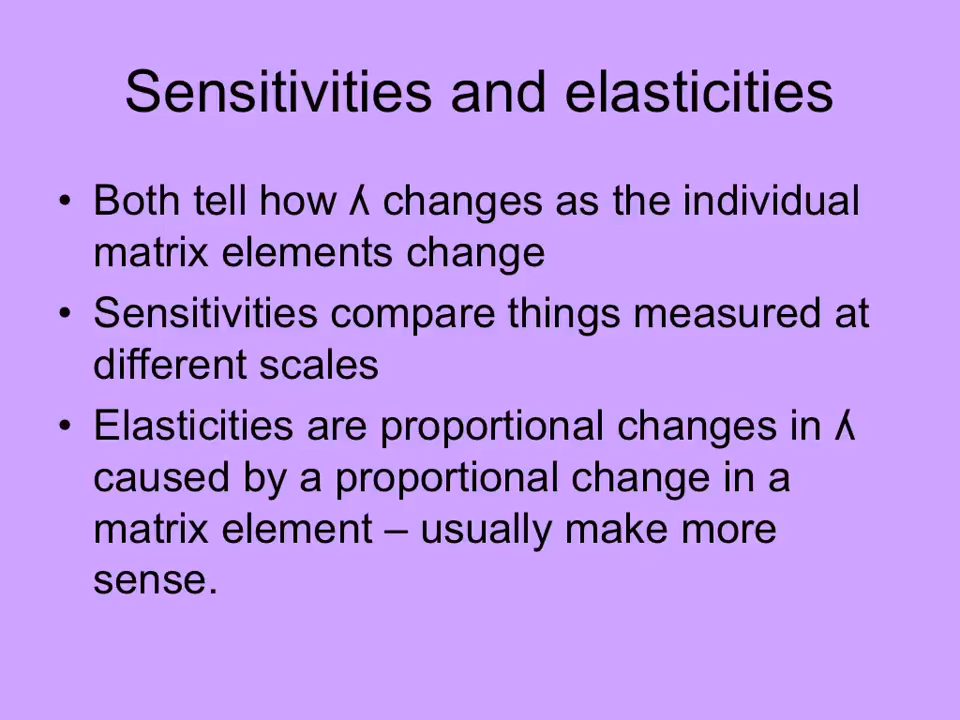 Sensitivities and elasticities
• Both tell how ʎ changes as the individual
matrix elements change
• Sensitivities compare things measured at
different scales
• Elasticities are proportional changes in ʎ
caused by a proportional change in a
matrix element – usually make more
sense.